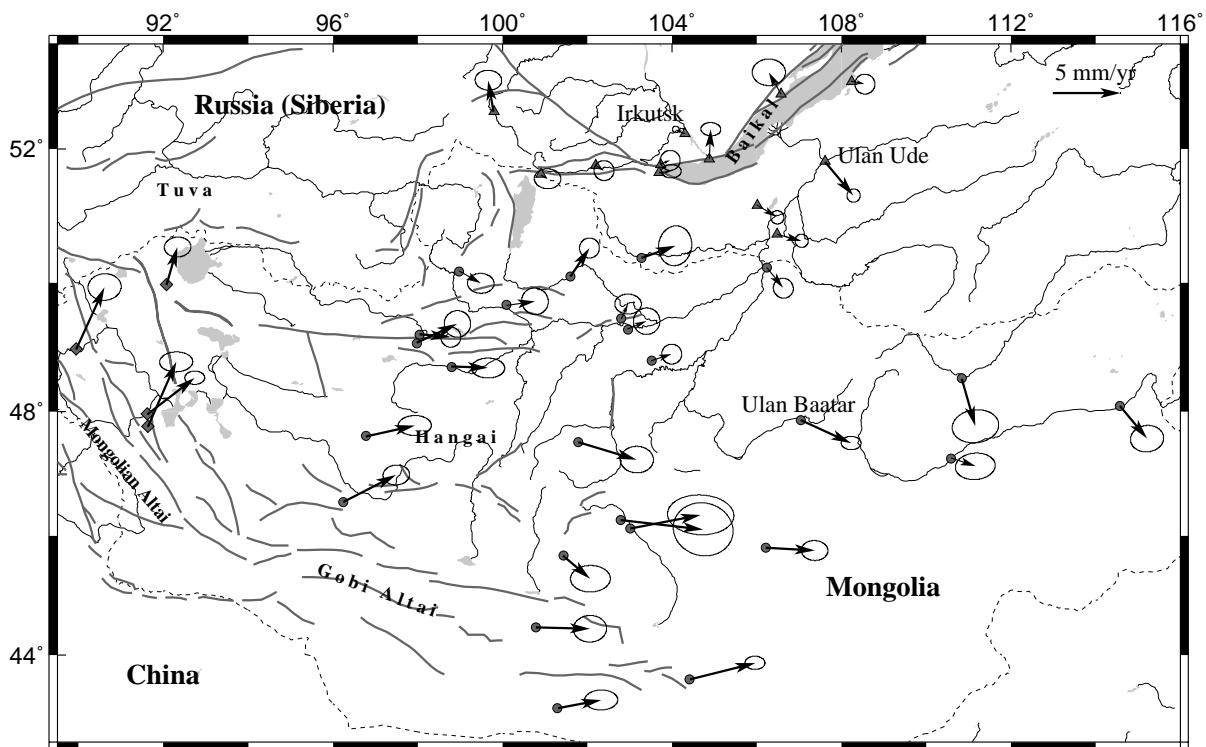 92˚ 96˚ 100˚ 104˚ 108˚ 112˚ 116˚
5 mm/yr
Russia (Siberia)
Irkutsk
Baikal
52˚
Ulan Ude
Tuva
48˚
Ulan Baatar
Hangai
Mongolian Altai
Gobi Altai
Mongolia
44˚
China